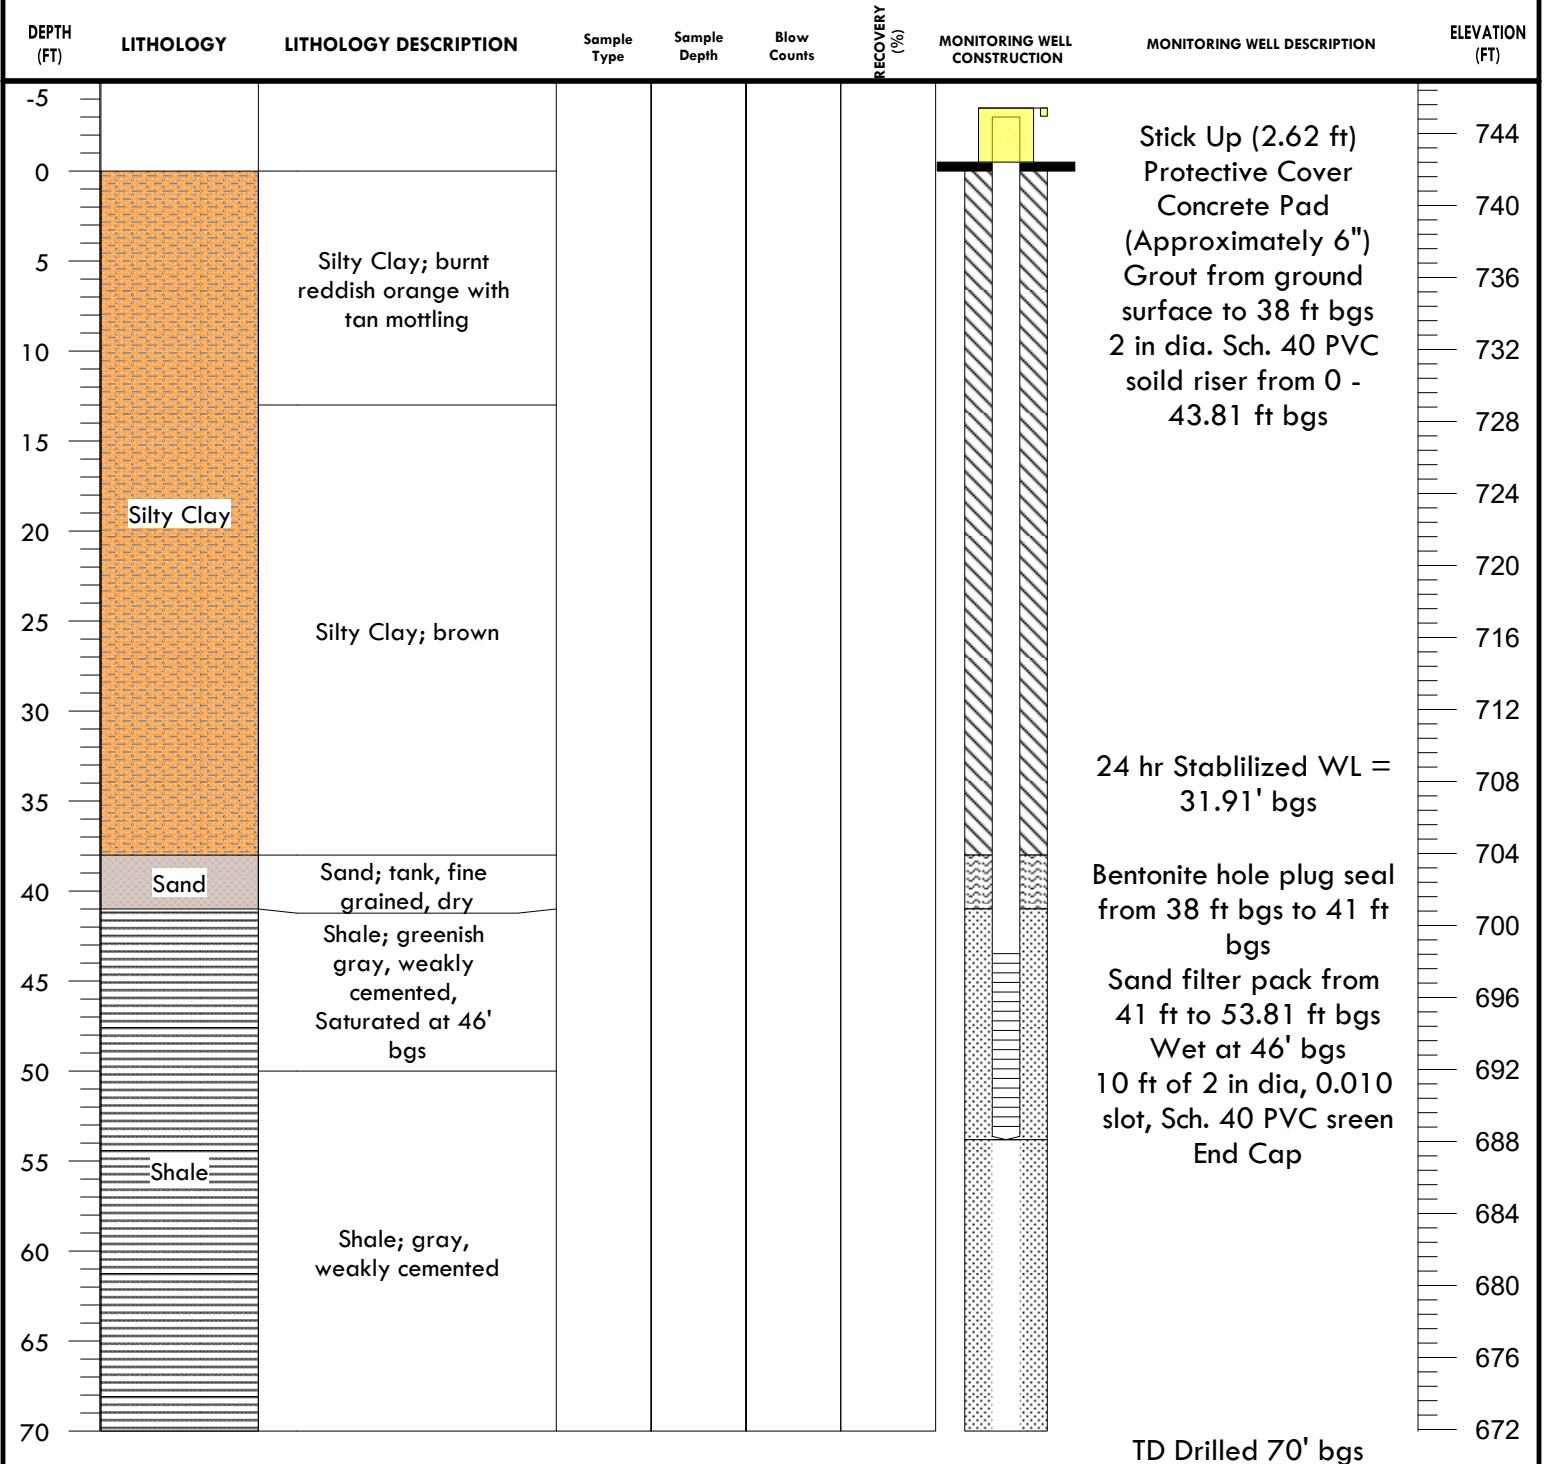 DEPTH
(FT)
LITHOLOGY
LITHOLOGY DESCRIPTION
Sample
Type
Sample
Depth
Blow
Counts
RECOVERY
(%)
MONITORING WELL
CONSTRUCTION
MONITORING WELL DESCRIPTION
ELEVATION
(FT)
-5
0
5
10
15
20
25
30
35
40
45
50
55
60
65
70
Silty Clay
Sand
Shale
Silty Clay; burnt
reddish orange with
tan mottling
Silty Clay; brown
Sand; tank, fine
grained, dry
Shale; greenish
gray, weakly
cemented,
Saturated at 46'
bgs
Shale; gray,
weakly cemented
Stick Up (2.62 ft)
Protective Cover
Concrete Pad
(Approximately 6")
Grout from ground
surface to 38 ft bgs
2 in dia. Sch. 40 PVC
soild riser from 0 -
43.81 ft bgs
24 hr Stablilized WL =
31.91' bgs
Bentonite hole plug seal
from 38 ft bgs to 41 ft
bgs
Sand filter pack from
41 ft to 53.81 ft bgs
Wet at 46' bgs
10 ft of 2 in dia, 0.010
slot, Sch. 40 PVC sreen
End Cap
TD Drilled 70' bgs
744
740
736
732
728
724
720
716
712
708
704
700
696
692
688
684
680
676
672